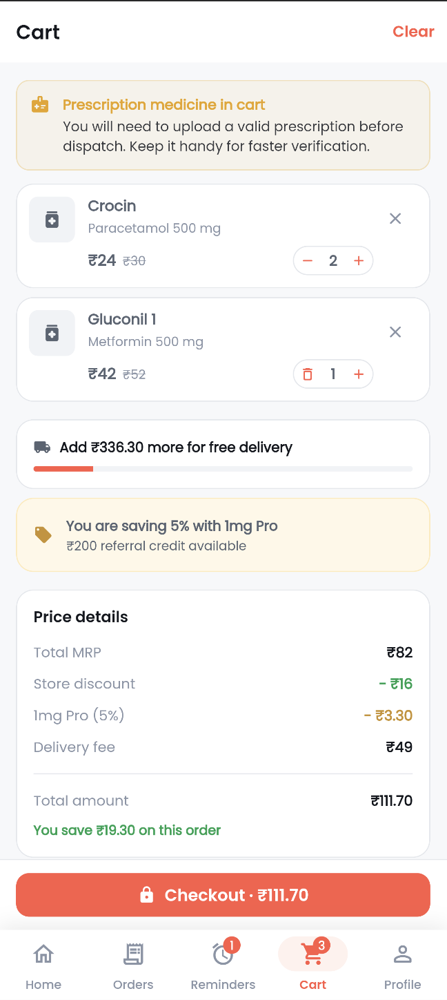 Cart
Clear
Prescription medicine in cart
You will need to upload a valid prescription before
dispatch. Keep it handy for faster verification.
Crocin
Paracetamol 500 mg
₹24 ₹30
2
Gluconil 1
Metformin 500 mg
₹42 ₹52
1
Add ₹336.30 more for free delivery
You are saving 5% with 1mg Pro
₹200 referral credit available
Price details
Total MRP ₹82
Store discount - ₹16
1mg Pro (5%) - ₹3.30
Delivery fee ₹49
Total amount ₹111.70
You save ₹19.30 on this order
Checkout · ₹111.70
1
3
Home Orders Reminders Cart Profile